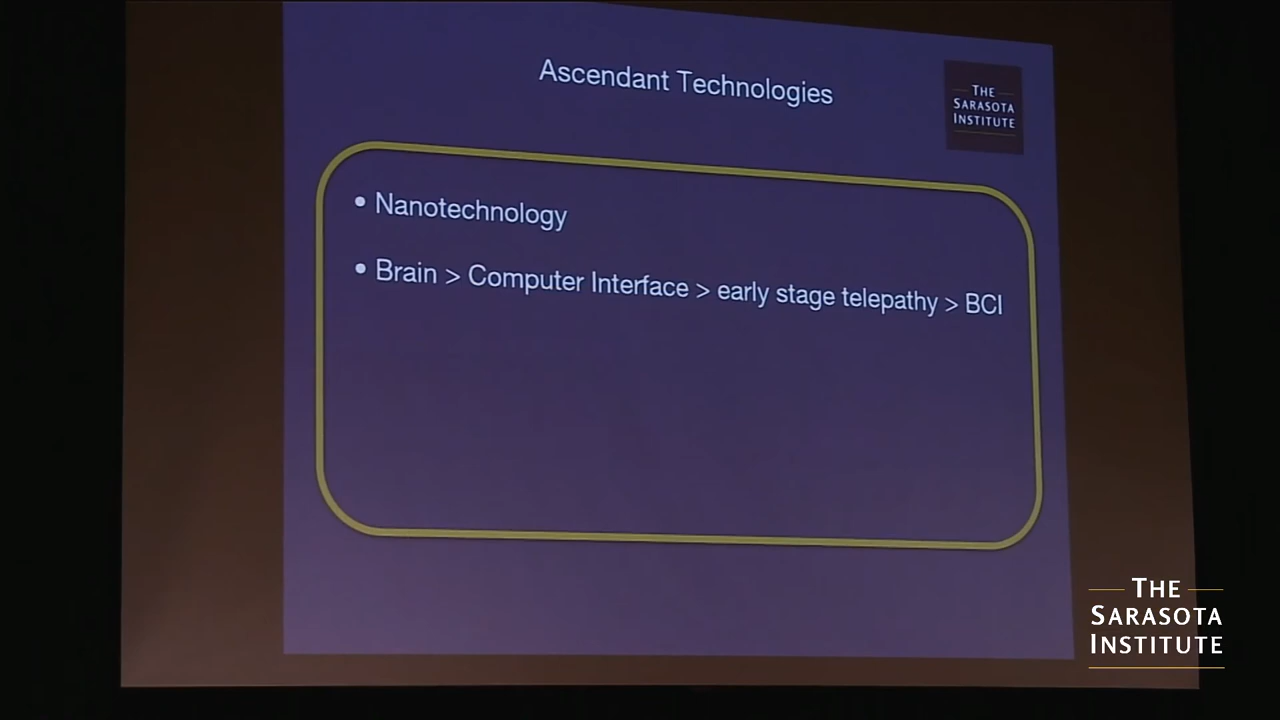 Ascendant Technologies
THE
SARASOTA
INSTITUTE
• Nanotechnology
• Brain > Computer Interface > early stage telepathy > BCI
THE
SARASOTA
INSTITUTE